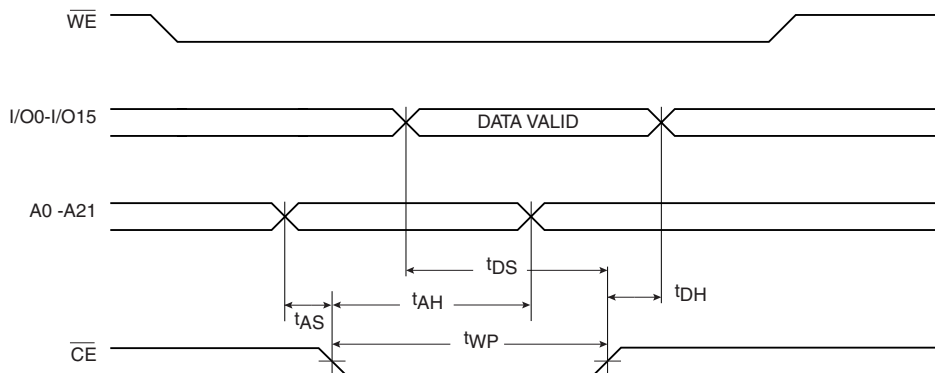 WE
I/O0-I/O15
DATA VALID
A0 -A21
tDS
tDH
tAH
tAS
tWP
CE